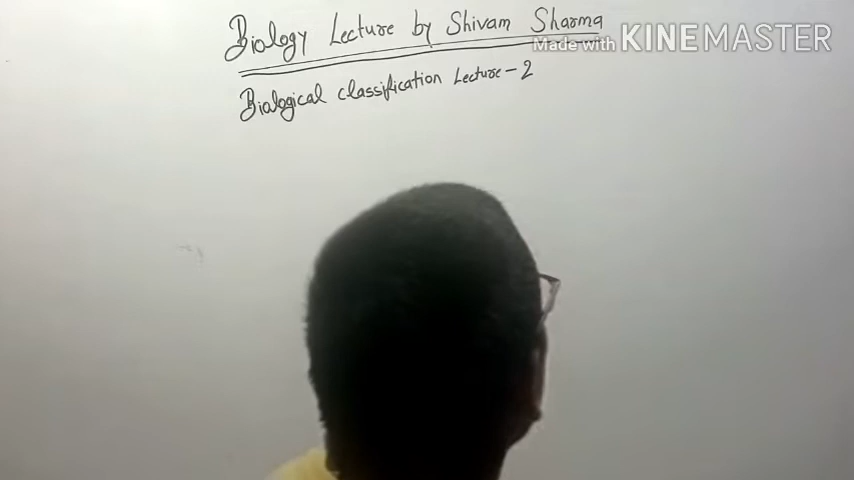 Biology Lecture by Shivam Sharma
Made with KINEMASTER
Biological classification Lecture-2